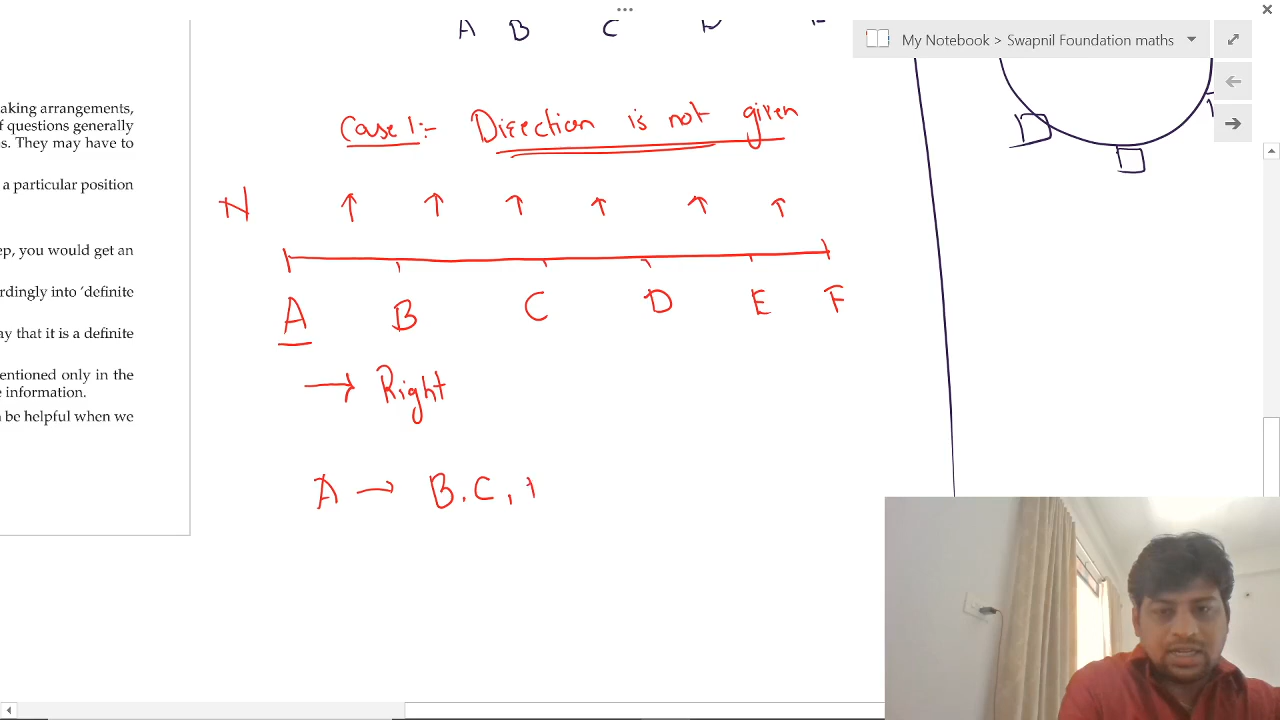 A B C
My Notebook > Swapnil Foundation maths
aking arrangements,
f questions generally
s. They may have to
a particular position
ep, you would get an
rdingly into 'definite
ay that it is a definite
entioned only in the
e information.
n be helpful when we
Case 1:- Direction is not given
N ↑ ↑ ↑ ↑ ↑ ↑
A B C D E F
→ Right
A → B, C,